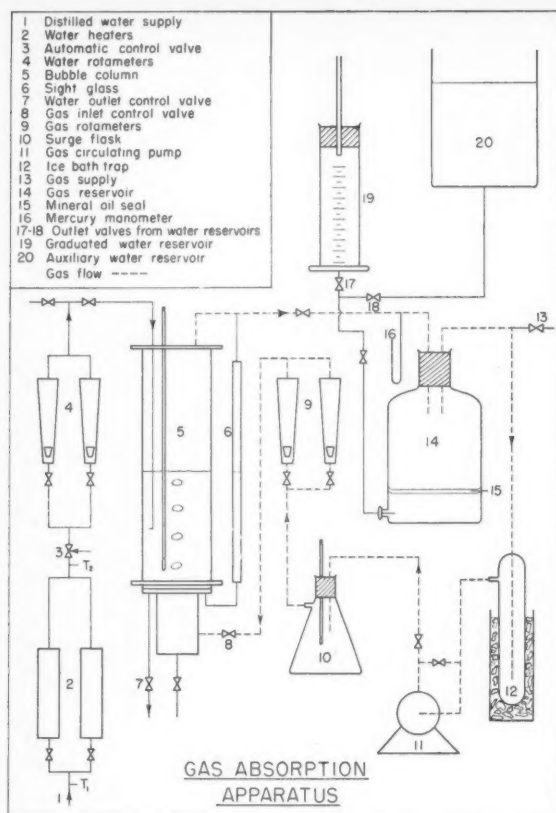 1 Distilled water supply
2 Water heaters
3 Automatic control valve
4 Water rotameters
5 Bubble column
6 Sight glass
7 Water outlet control valve
8 Gas inlet control valve
9 Gas rotameters
10 Surge flask
11 Gas circulating pump
12 Ice bath trap
13 Gas supply
14 Gas reservoir
15 Mineral oil seal
16 Mercury manometer
17-18 Outlet valves from water reservoirs
19 Graduated water reservoir
20 Auxiliary water reservoir
Gas flow ----
20
19
17
18
13
16
4
5
6
9
14
15
3
T2
8
10
2
7
12
11
T1
1
GAS ABSORPTION
APPARATUS